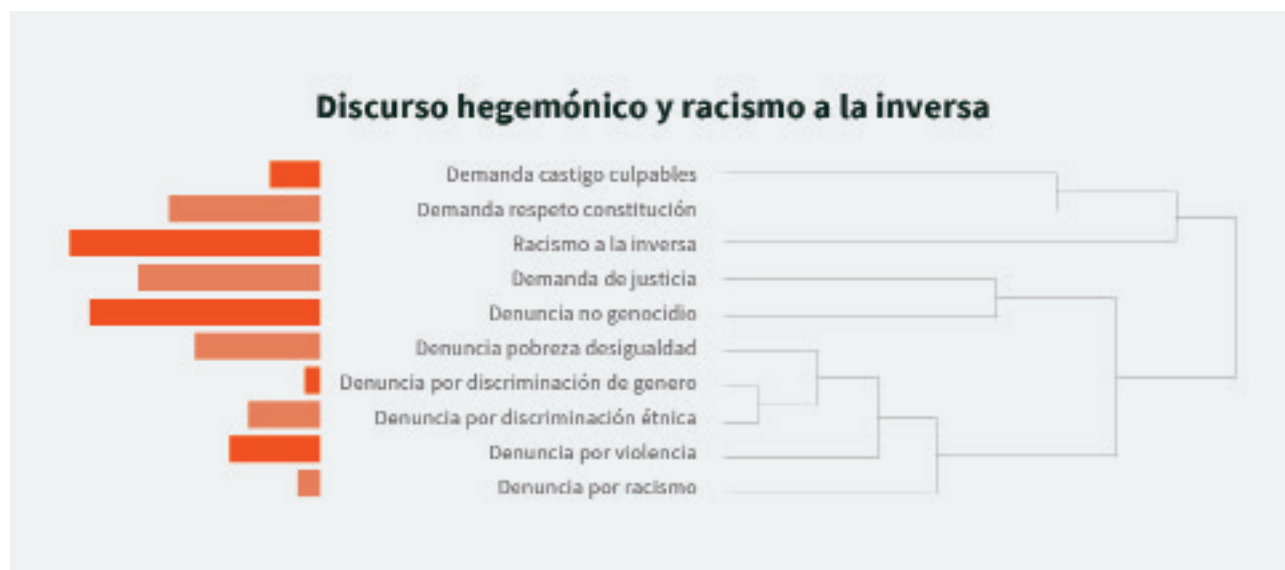 Discurso hegemónico y racismo a la inversa
Demanda castigo culpables
Demanda respeto constitución
Racismo a la inversa
Demanda de justicia
Denuncia no genocidio
Denuncia pobreza desigualdad
Denuncia por discriminación de genero
Denuncia por discriminación étnica
Denuncia por violencia
Denuncia por racismo